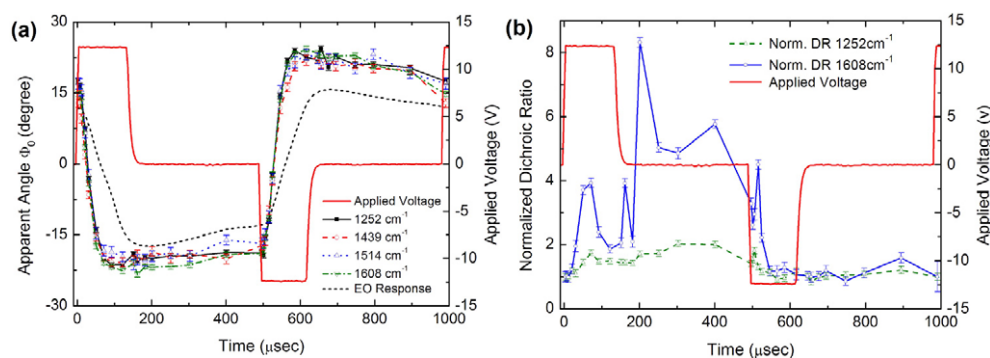 (a)
30
15
0
-15
-30
Apparent Angle Φ0 (degree)
15
10
5
0
-5
-10
-15
Applied Voltage (v)
Applied Voltage
1252 cm-1
1439 cm-1
1514 cm-1
1608 cm-1
EO Response
0 200 400 600 800 1000
Time (μsec)
(b)
8
6
4
2
0
Normalized Dichroic Ratio
15
10
5
0
-5
-10
-15
Applied Voltage (V)
Norm. DR 1252cm-1
Norm. DR 1608cm-1
Applied Voltage
0 200 400 600 800 1000
Time (μsec)